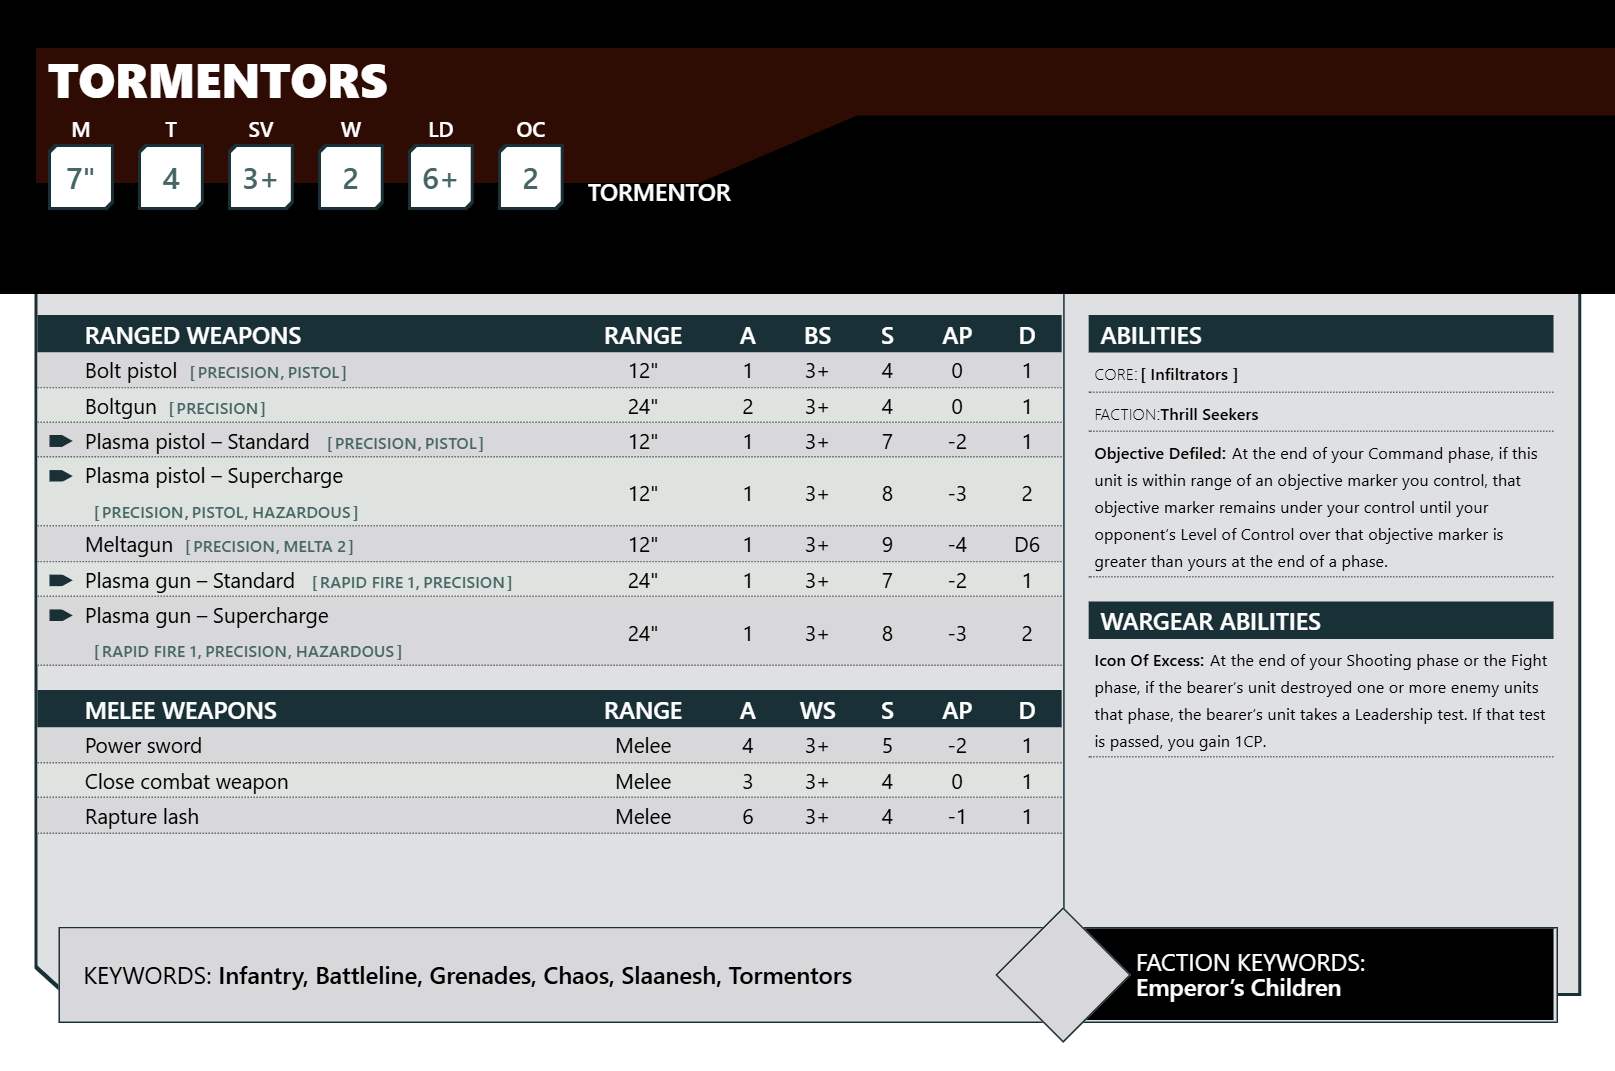 TORMENTORS
M T SV W LD OC
7" 4 3+ 2 6+ 2 TORMENTOR
RANGED WEAPONS RANGE A BS S AP D
Bolt pistol [PRECISION, PISTOL] 12" 1 3+ 4 0 1
Boltgun [PRECISION] 24" 2 3+ 4 0 1
Plasma pistol – Standard [PRECISION, PISTOL] 12" 1 3+ 7 -2 1
Plasma pistol – Supercharge
[PRECISION, PISTOL, HAZARDOUS] 12" 1 3+ 8 -3 2
Meltagun [PRECISION, MELTA 2] 12" 1 3+ 9 -4 D6
Plasma gun – Standard [RAPID FIRE 1, PRECISION] 24" 1 3+ 7 -2 1
Plasma gun – Supercharge
[RAPID FIRE 1, PRECISION, HAZARDOUS] 24" 1 3+ 8 -3 2
MELEE WEAPONS RANGE A WS S AP D
Power sword Melee 4 3+ 5 -2 1
Close combat weapon Melee 3 3+ 4 0 1
Rapture lash Melee 6 3+ 4 -1 1
ABILITIES
CORE: [ Infiltrators ]
FACTION:Thrill Seekers
Objective Defiled: At the end of your Command phase, if this
unit is within range of an objective marker you control, that
objective marker remains under your control until your
opponent’s Level of Control over that objective marker is
greater than yours at the end of a phase.
WARGEAR ABILITIES
Icon Of Excess: At the end of your Shooting phase or the Fight
phase, if the bearer’s unit destroyed one or more enemy units
that phase, the bearer’s unit takes a Leadership test. If that test
is passed, you gain 1CP.
KEYWORDS: Infantry, Battleline, Grenades, Chaos, Slaanesh, Tormentors
FACTION KEYWORDS:
Emperor’s Children